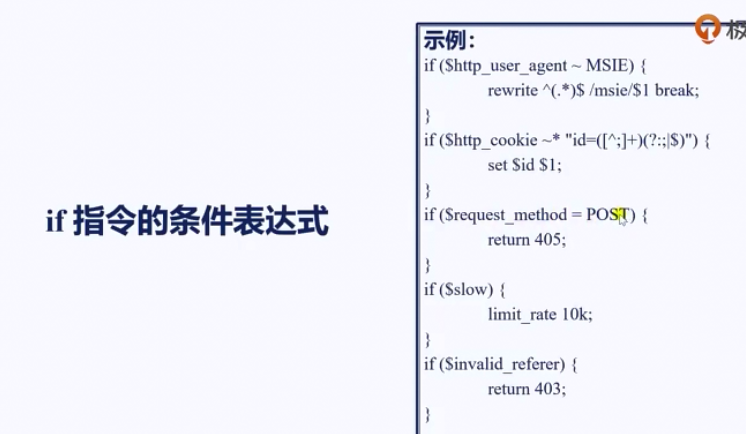 极
if 指令的条件表达式
示例：
if ($http_user_agent ~ MSIE) {
rewrite ^(.*)$ /msie/$1 break;
}
if ($http_cookie ~* "id=([^;]+)(?:;|$)") {
set $id $1;
}
if ($request_method = POST) {
return 405;
}
if ($slow) {
limit_rate 10k;
}
if ($invalid_referer) {
return 403;
}